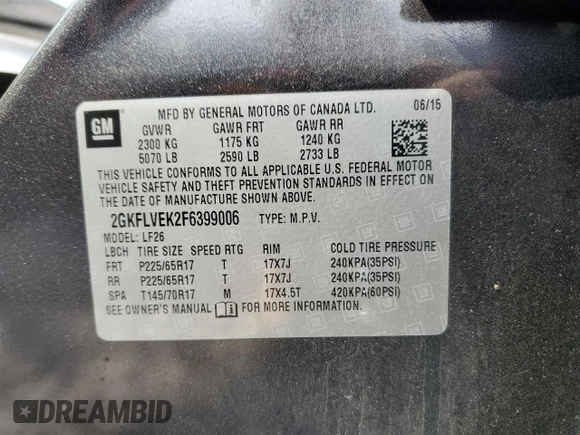 GM
MFD BY GENERAL MOTORS OF CANADA LTD. 06/15
GVWR GAWR FRT GAWR RR
2300 KG 1175 KG 1240 KG
5070 LB 2590 LB 2733 LB
THIS VEHICLE CONFORMS TO ALL APPLICABLE U.S. FEDERAL MOTOR
VEHICLE SAFETY AND THEFT PREVENTION STANDARDS IN EFFECT ON
THE DATE OF MANUFACTURE SHOWN ABOVE.
2GKFLVEK2F6399006 TYPE: M.P.V.
MODEL: LF26
LBCH TIRE SIZE SPEED RTG RIM COLD TIRE PRESSURE
FRT P225/65R17 T 17X7J 240KPA(35PSI)
RR P225/65R17 T 17X7J 240KPA(35PSI)
SPA T145/70R17 M 17X4.5T 420KPA(60PSI)
SEE OWNER'S MANUAL FOR MORE INFORMATION.
DREAMBID